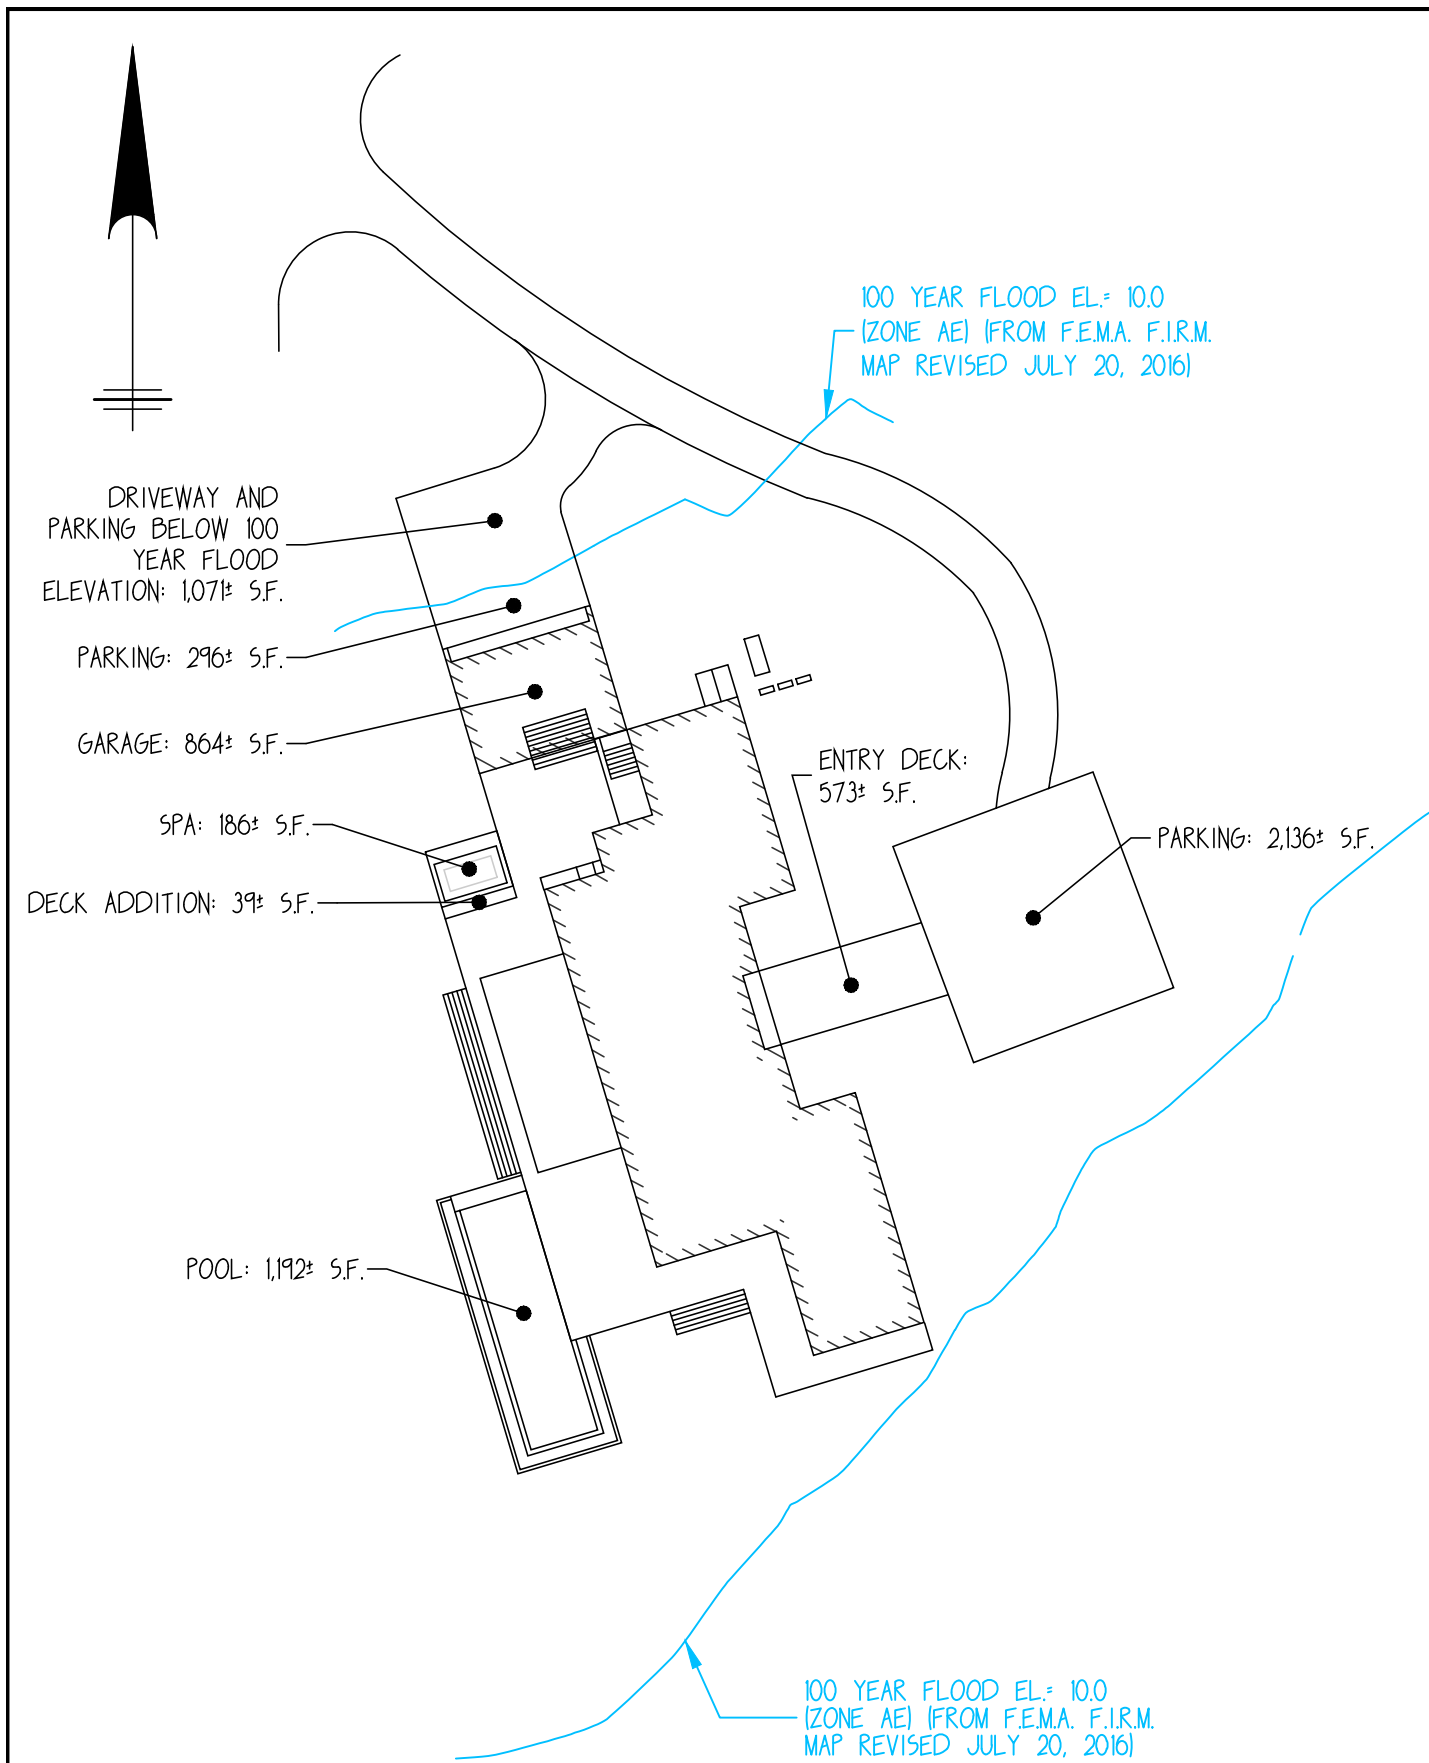 100 YEAR FLOOD EL.= 10.0
(ZONE AE) (FROM F.E.M.A. F.I.R.M.
MAP REVISED JULY 20, 2016)
DRIVEWAY AND
PARKING BELOW 100
YEAR FLOOD
ELEVATION: 1,071± S.F.
PARKING: 296± S.F.
GARAGE: 864± S.F.
ENTRY DECK:
573± S.F.
SPA: 186± S.F.
PARKING: 2,136± S.F.
DECK ADDITION: 39± S.F.
POOL: 1,192± S.F.
100 YEAR FLOOD EL.= 10.0
(ZONE AE) (FROM F.E.M.A. F.I.R.M.
MAP REVISED JULY 20, 2016)